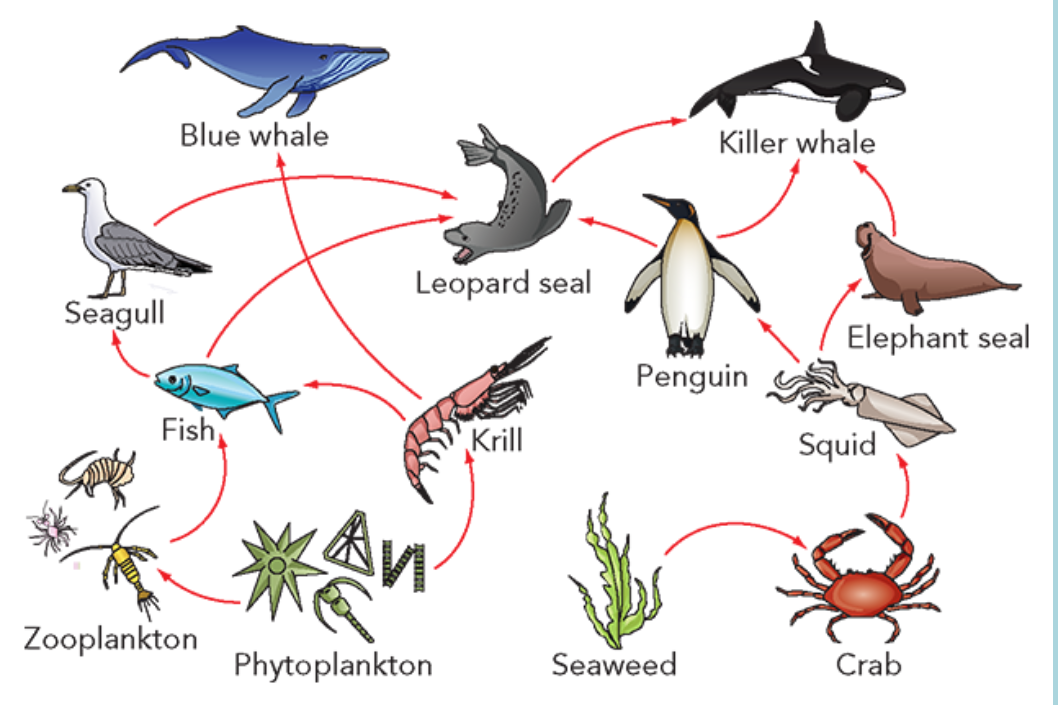 Blue whale
Killer whale
Leopard seal
Seagull
Elephant seal
Penguin
Fish
Krill
Squid
Zooplankton
Phytoplankton
Seaweed
Crab